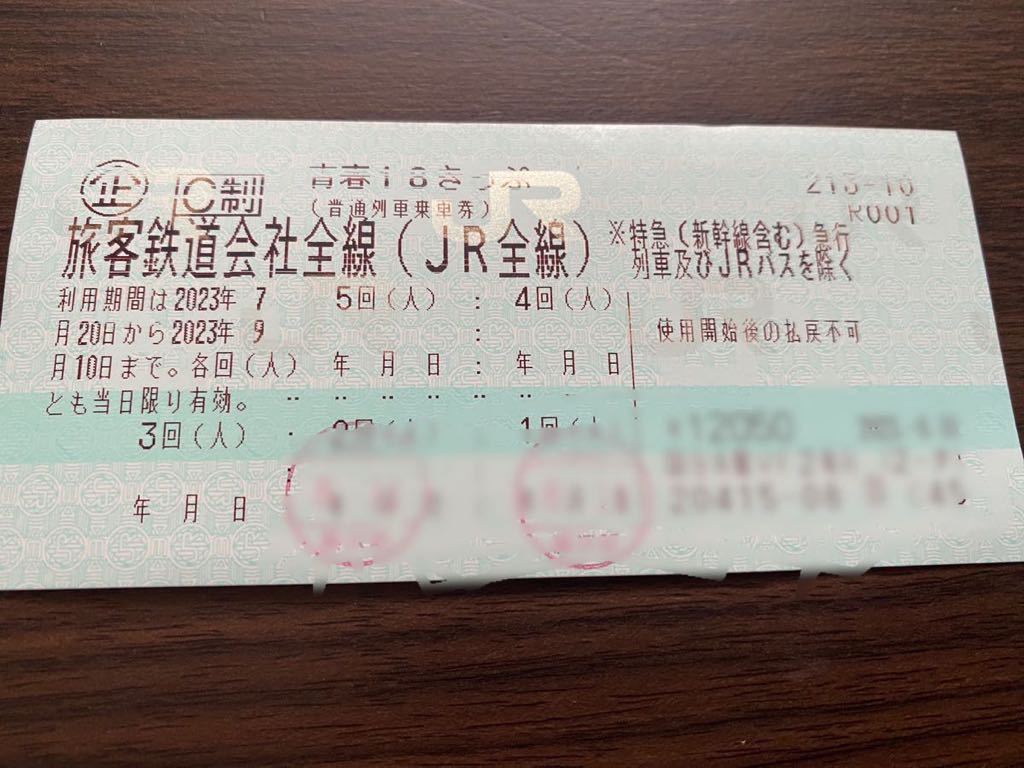 企 C制 青春18きっぷ
(普通列車乗車券)
R001
旅客鉄道会社全線(JR全線)
※特急(新幹線含む)急行
列車及びJRバスを除く
利用期間は2023年 7
月20日から2023年 9
月10日まで。各回(人)
とも当日限り有効。
5回(人) : 4回(人)
:
年 月 日 : 年 月 日
使用開始後の払戻不可
3回(人) : 1回
¥12050
年 月 日